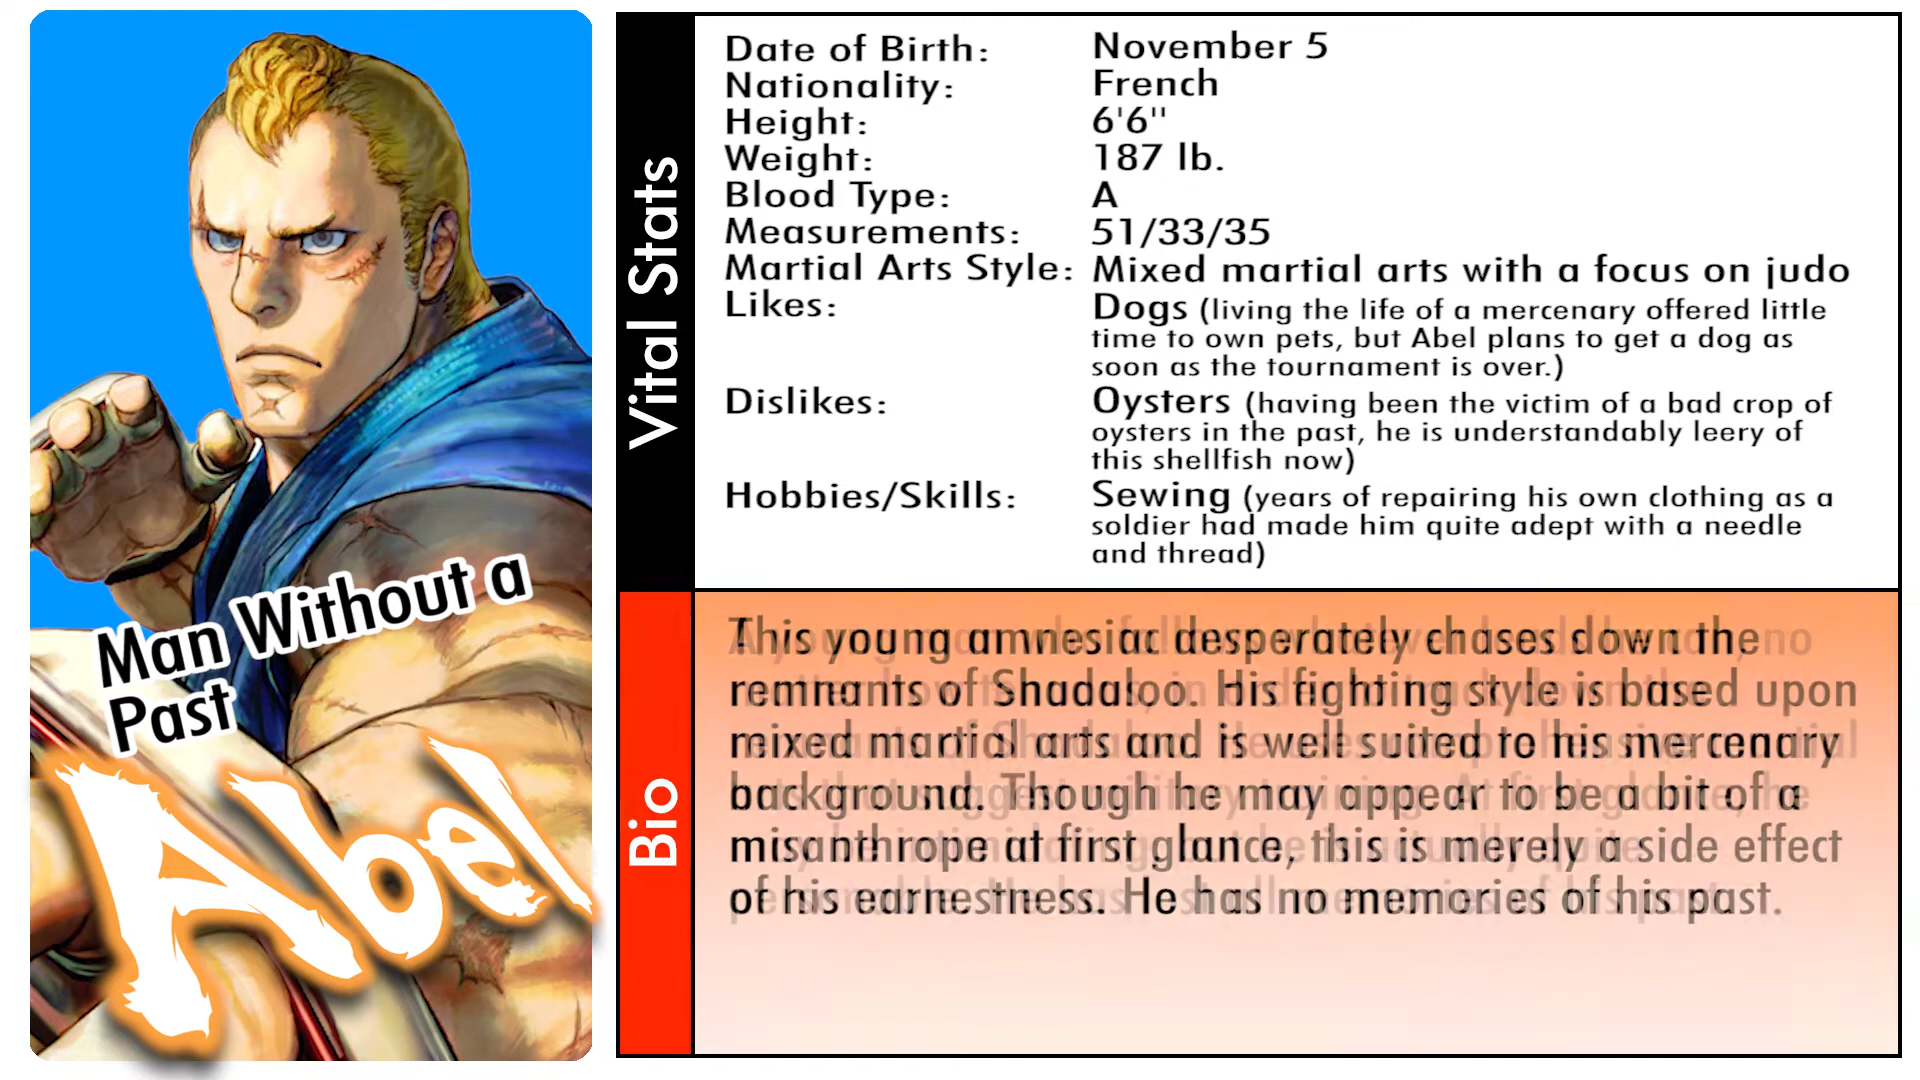 Man Without a
Past
Abel
Vital Stats
Date of Birth: November 5
Nationality: French
Height: 6'6"
Weight: 187 lb.
Blood Type: A
Measurements: 51/33/35
Martial Arts Style: Mixed martial arts with a focus on judo
Likes: Dogs (living the life of a mercenary offered little
time to own pets, but Abel plans to get a dog as
soon as the tournament is over.)
Dislikes: Oysters (having been the victim of a bad crop of
oysters in the past, he is understandably leery of
this shellfish now)
Hobbies/Skills: Sewing (years of repairing his own clothing as a
soldier had made him quite adept with a needle
and thread)
Bio
This young amnesiac desperately chases down the
remnants of Shadaloo. His fighting style is based upon
mixed martial arts and is well suited to his mercenary
background. Though he may appear to be a bit of a
misanthrope at first glance, this is merely a side effect
of his earnestness. He has no memories of his past.